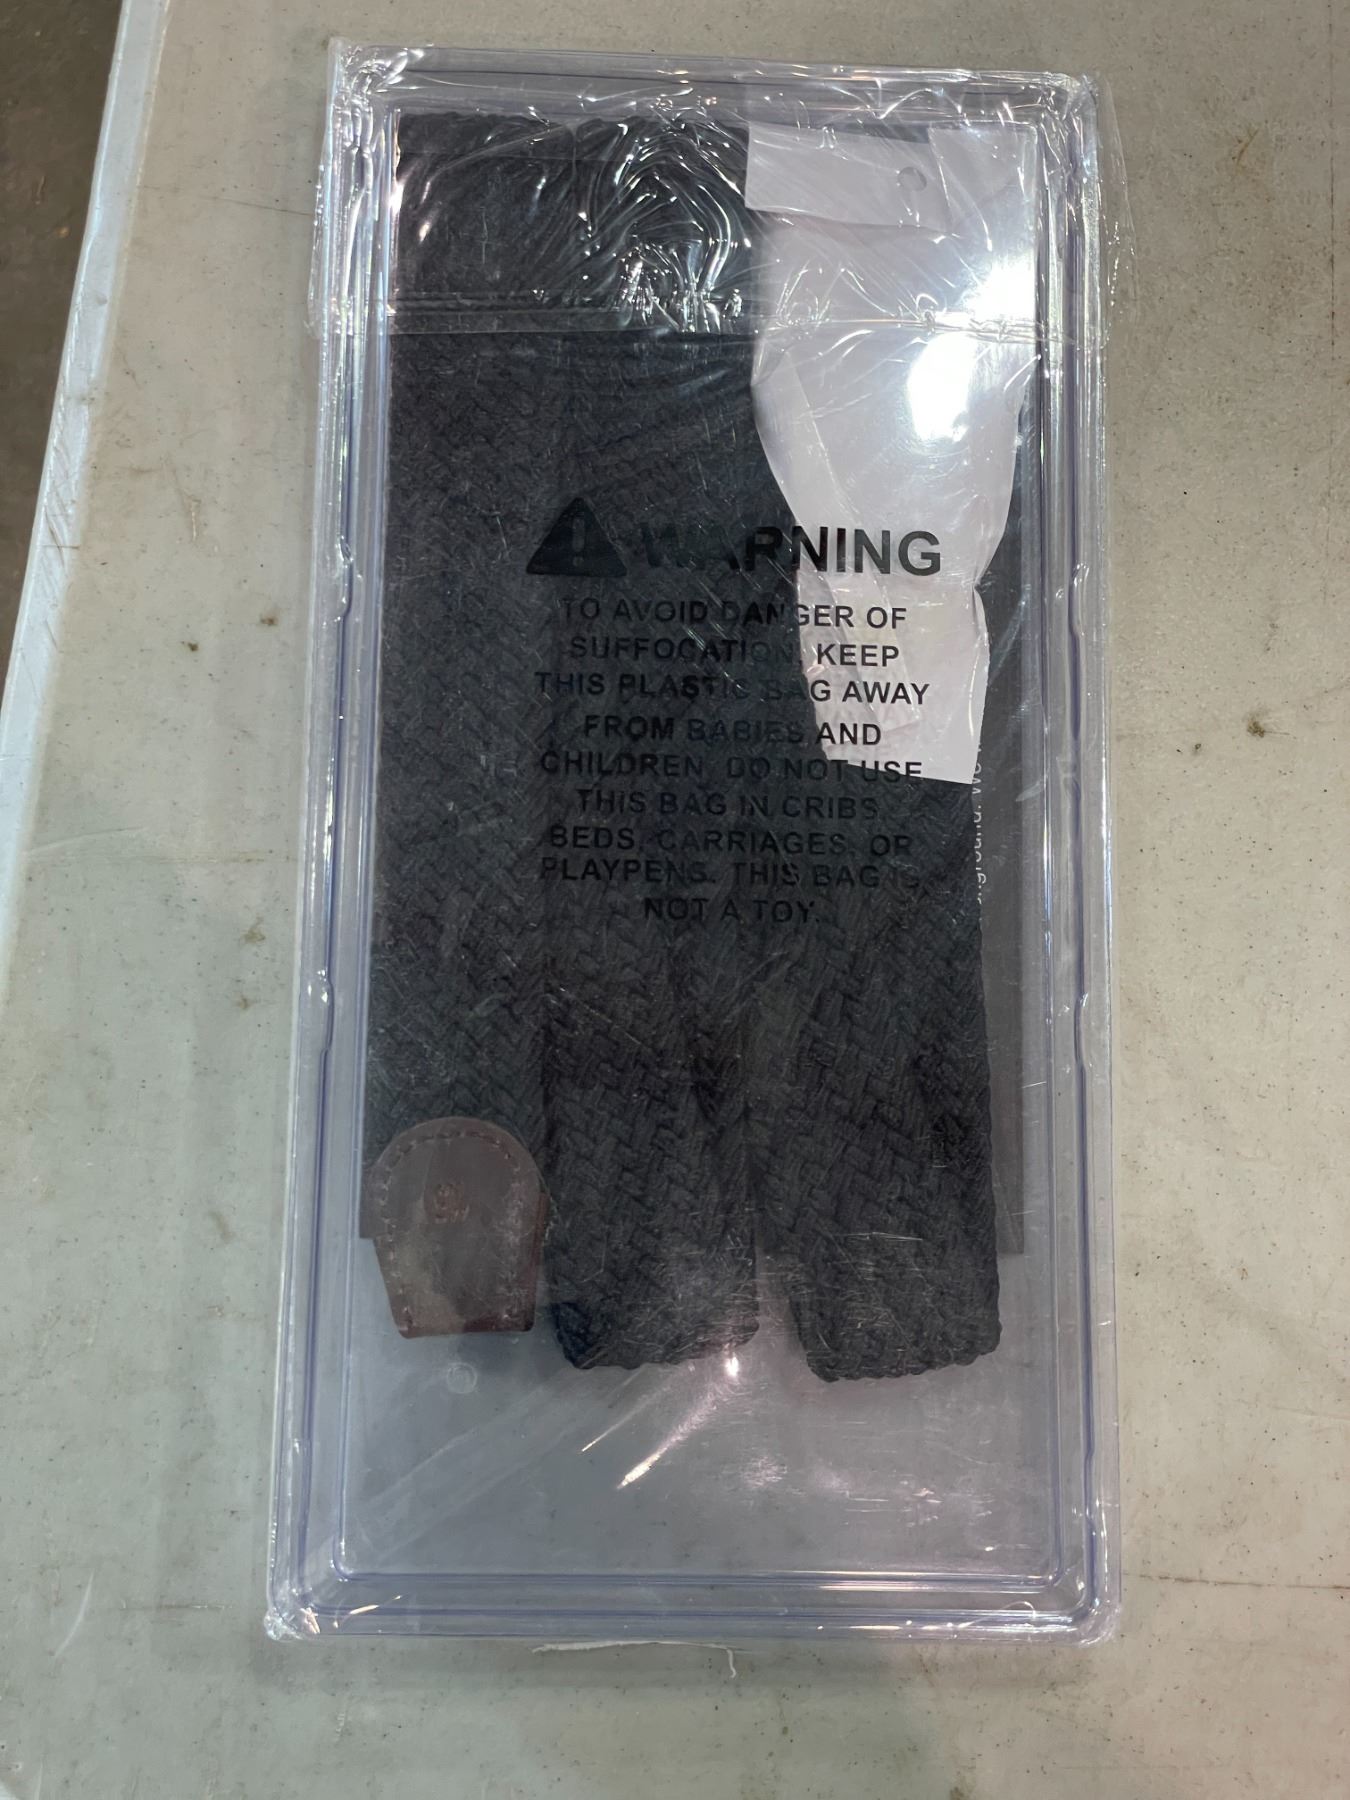 WARNING
TO AVOID DANGER OF
SUFFOCATION, KEEP
THIS PLASTIC BAG AWAY
FROM BABIES AND
CHILDREN. DO NOT USE
THIS BAG IN CRIBS,
BEDS, CARRIAGES, OR
PLAYPENS. THIS BAG IS
NOT A TOY.